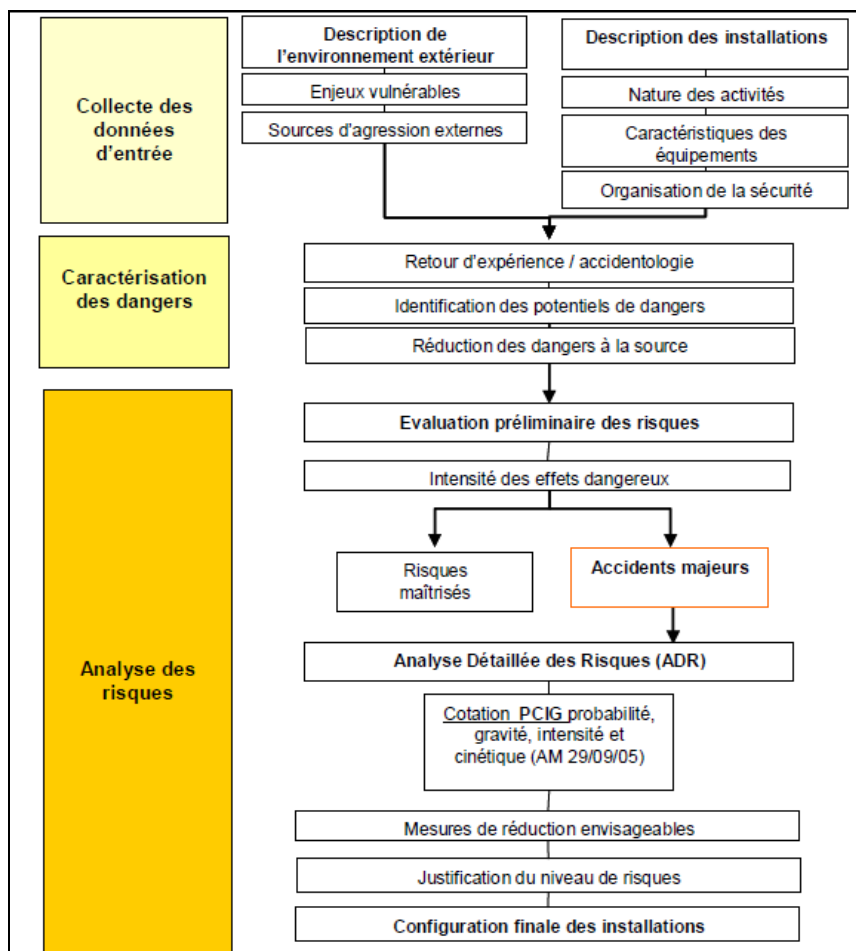 Collecte des
données
d'entrée
Description de
l'environnement extérieur
Enjeux vulnérables
Sources d'agression externes
Description des installations
Nature des activités
Caractéristiques des
équipements
Organisation de la sécurité
Caractérisation
des dangers
Retour d'expérience / accidentologie
Identification des potentiels de dangers
Réduction des dangers à la source
Analyse des
risques
Evaluation préliminaire des risques
Intensité des effets dangereux
Risques
maîtrisés
Accidents majeurs
Analyse Détaillée des Risques (ADR)
Cotation PCIG probabilité,
gravité, intensité et
cinétique (AM 29/09/05)
Mesures de réduction envisageables
Justification du niveau de risques
Configuration finale des installations